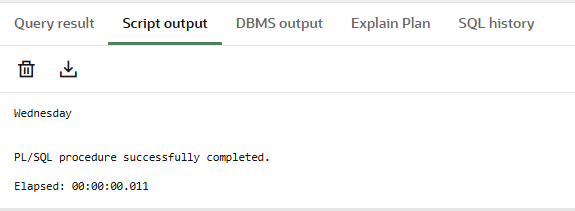 Query result Script output DBMS output Explain Plan SQL history
Wednesday
PL/SQL procedure successfully completed.
Elapsed: 00:00:00.011